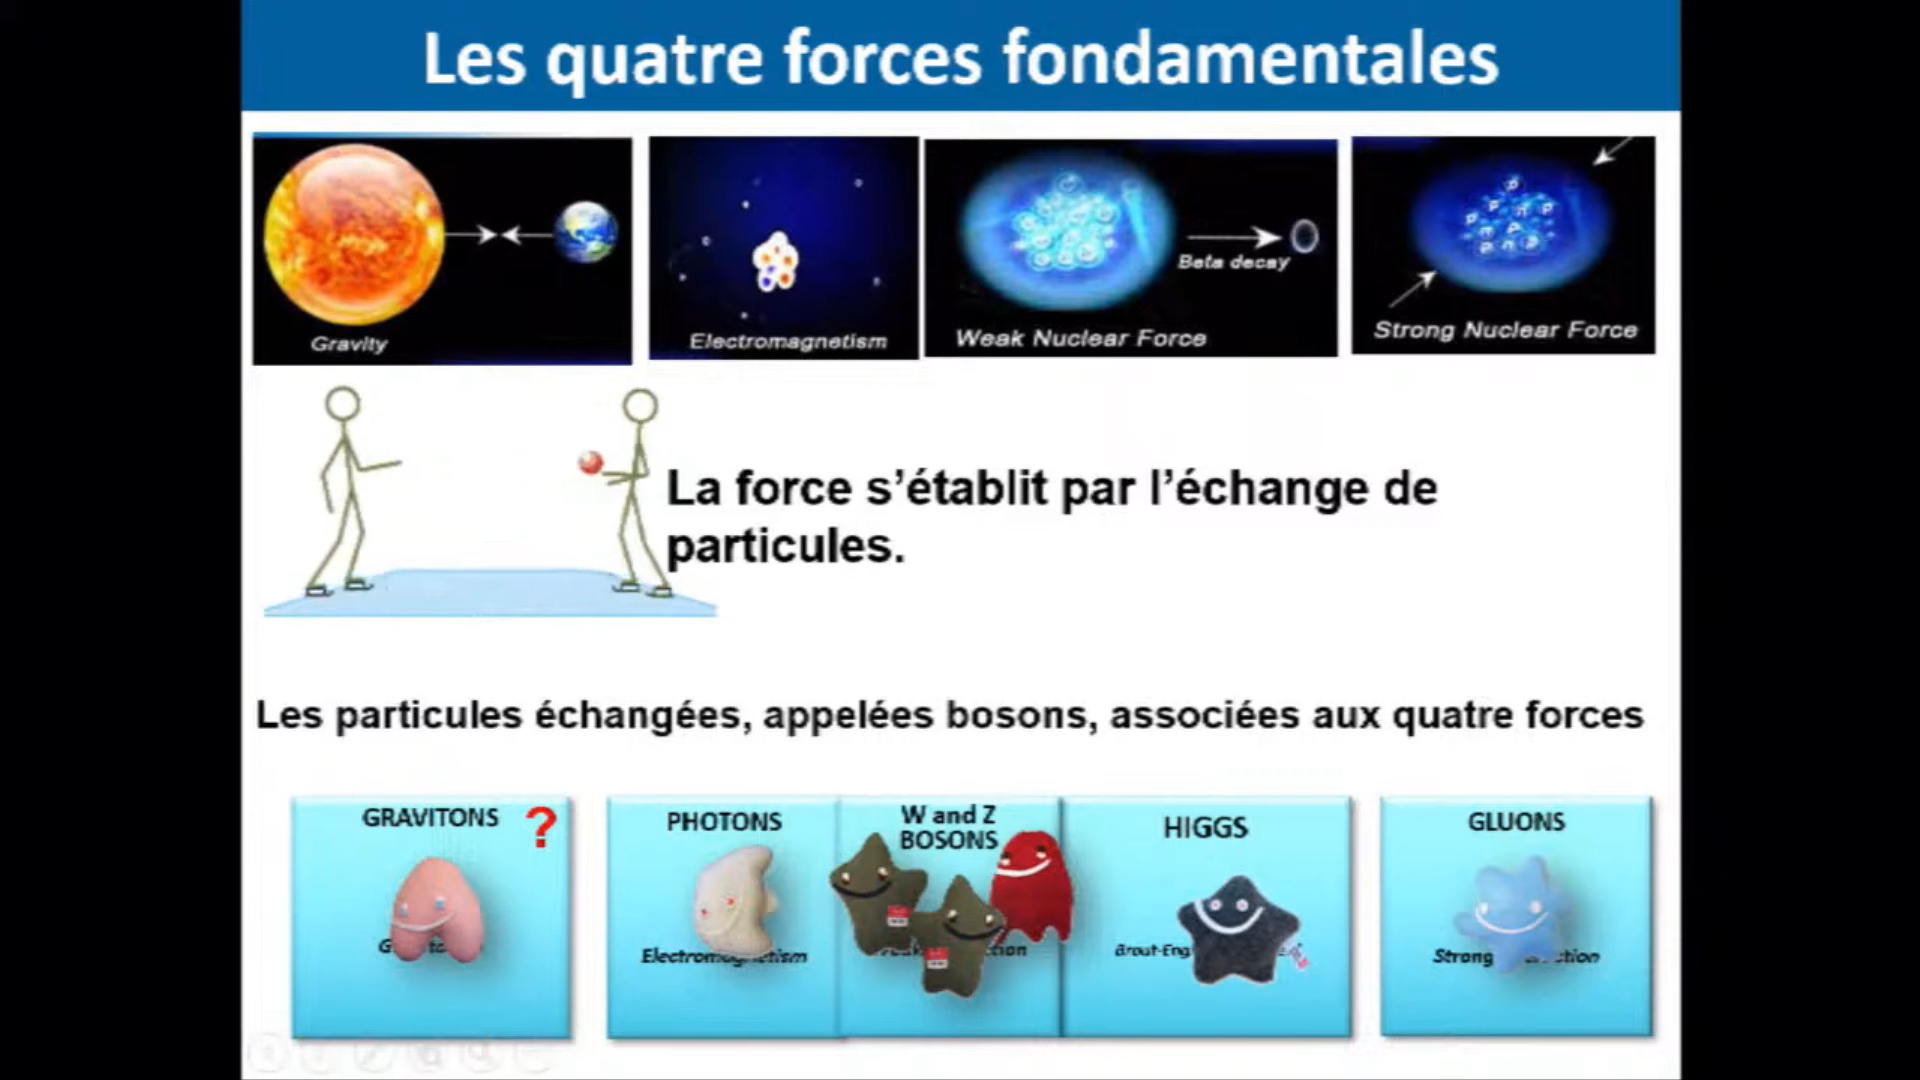 Les quatre forces fondamentales
Gravity
Electromagnetism
Beta decay
Weak Nuclear Force
Strong Nuclear Force
La force s’établit par l’échange de
particules.
Les particules échangées, appelées bosons, associées aux quatre forces
GRAVITONS ?
PHOTONS
W and Z
BOSONS
HIGGS
GLUONS
Strong